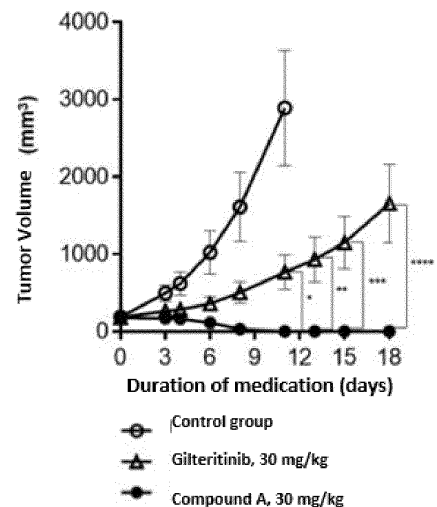 4000
3000
2000
1000
0
Tumor Volume (mm³)
* ** *** ****
0 3 6 9 12 15 18
Duration of medication (days)
Control group
Gilteritinib, 30 mg/kg
Compound A, 30 mg/kg